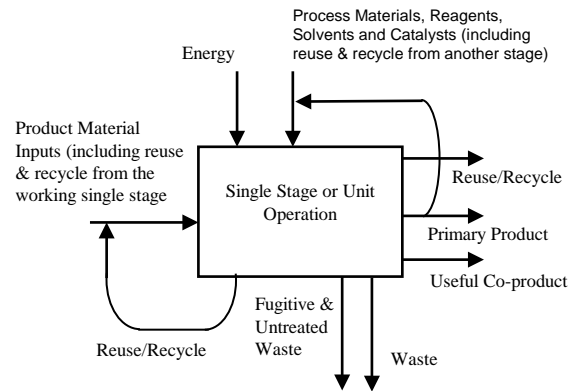 Process Materials, Reagents,
Solvents and Catalysts (including
reuse & recycle from another stage)
Energy
Product Material
Inputs (including reuse
& recycle from the
working single stage
Single Stage or Unit
Operation
Reuse/Recycle
Primary Product
Useful Co-product
Fugitive &
Untreated
Waste
Reuse/Recycle
Waste